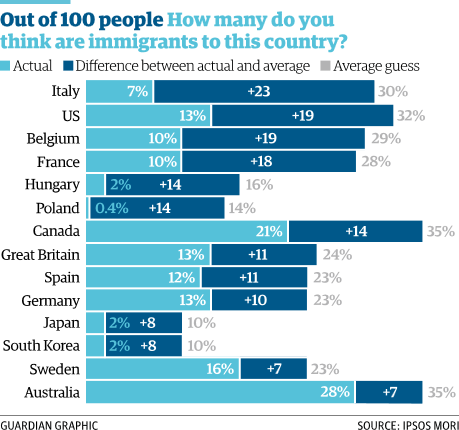 Out of 100 people How many do you
think are immigrants to this country?
Actual Difference between actual and average Average guess
Italy 7% +23 30%
US 13% +19 32%
Belgium 10% +19 29%
France 10% +18 28%
Hungary 2% +14 16%
Poland 0.4% +14 14%
Canada 21% +14 35%
Great Britain 13% +11 24%
Spain 12% +11 23%
Germany 13% +10 23%
Japan 2% +8 10%
South Korea 2% +8 10%
Sweden 16% +7 23%
Australia 28% +7 35%
GUARDIAN GRAPHIC SOURCE: IPSOS MORI